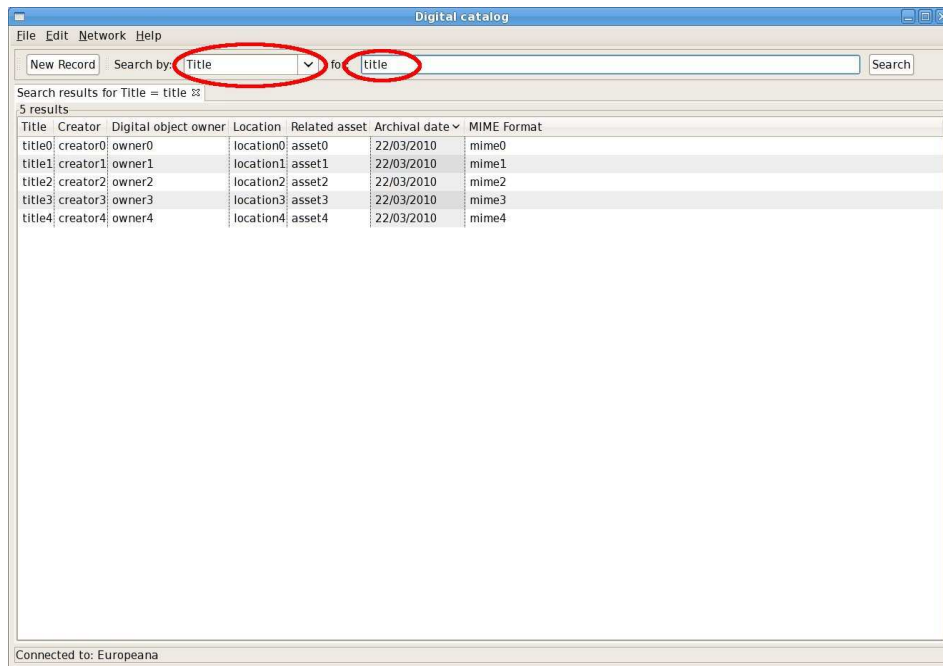 Digital catalog
File Edit Network Help
New Record Search by: Title for title Search
Search results for Title = title
5 results
Title Creator Digital object owner Location Related asset Archival date MIME Format
title0 creator0 owner0 location0 asset0 22/03/2010 mime0
title1 creator1 owner1 location1 asset1 22/03/2010 mime1
title2 creator2 owner2 location2 asset2 22/03/2010 mime2
title3 creator3 owner3 location3 asset3 22/03/2010 mime3
title4 creator4 owner4 location4 asset4 22/03/2010 mime4
Connected to: Europeana